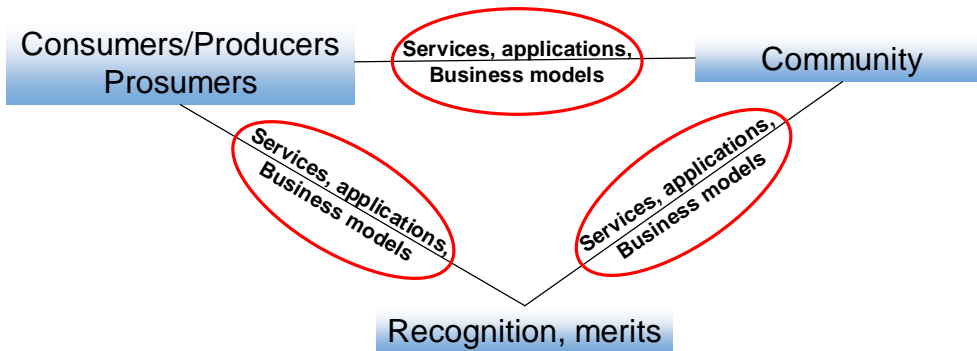 Consumers/Producers
Prosumers
Services, applications,
Business models
Community
Services, applications,
Business models
Services, applications,
Business models
Recognition, merits